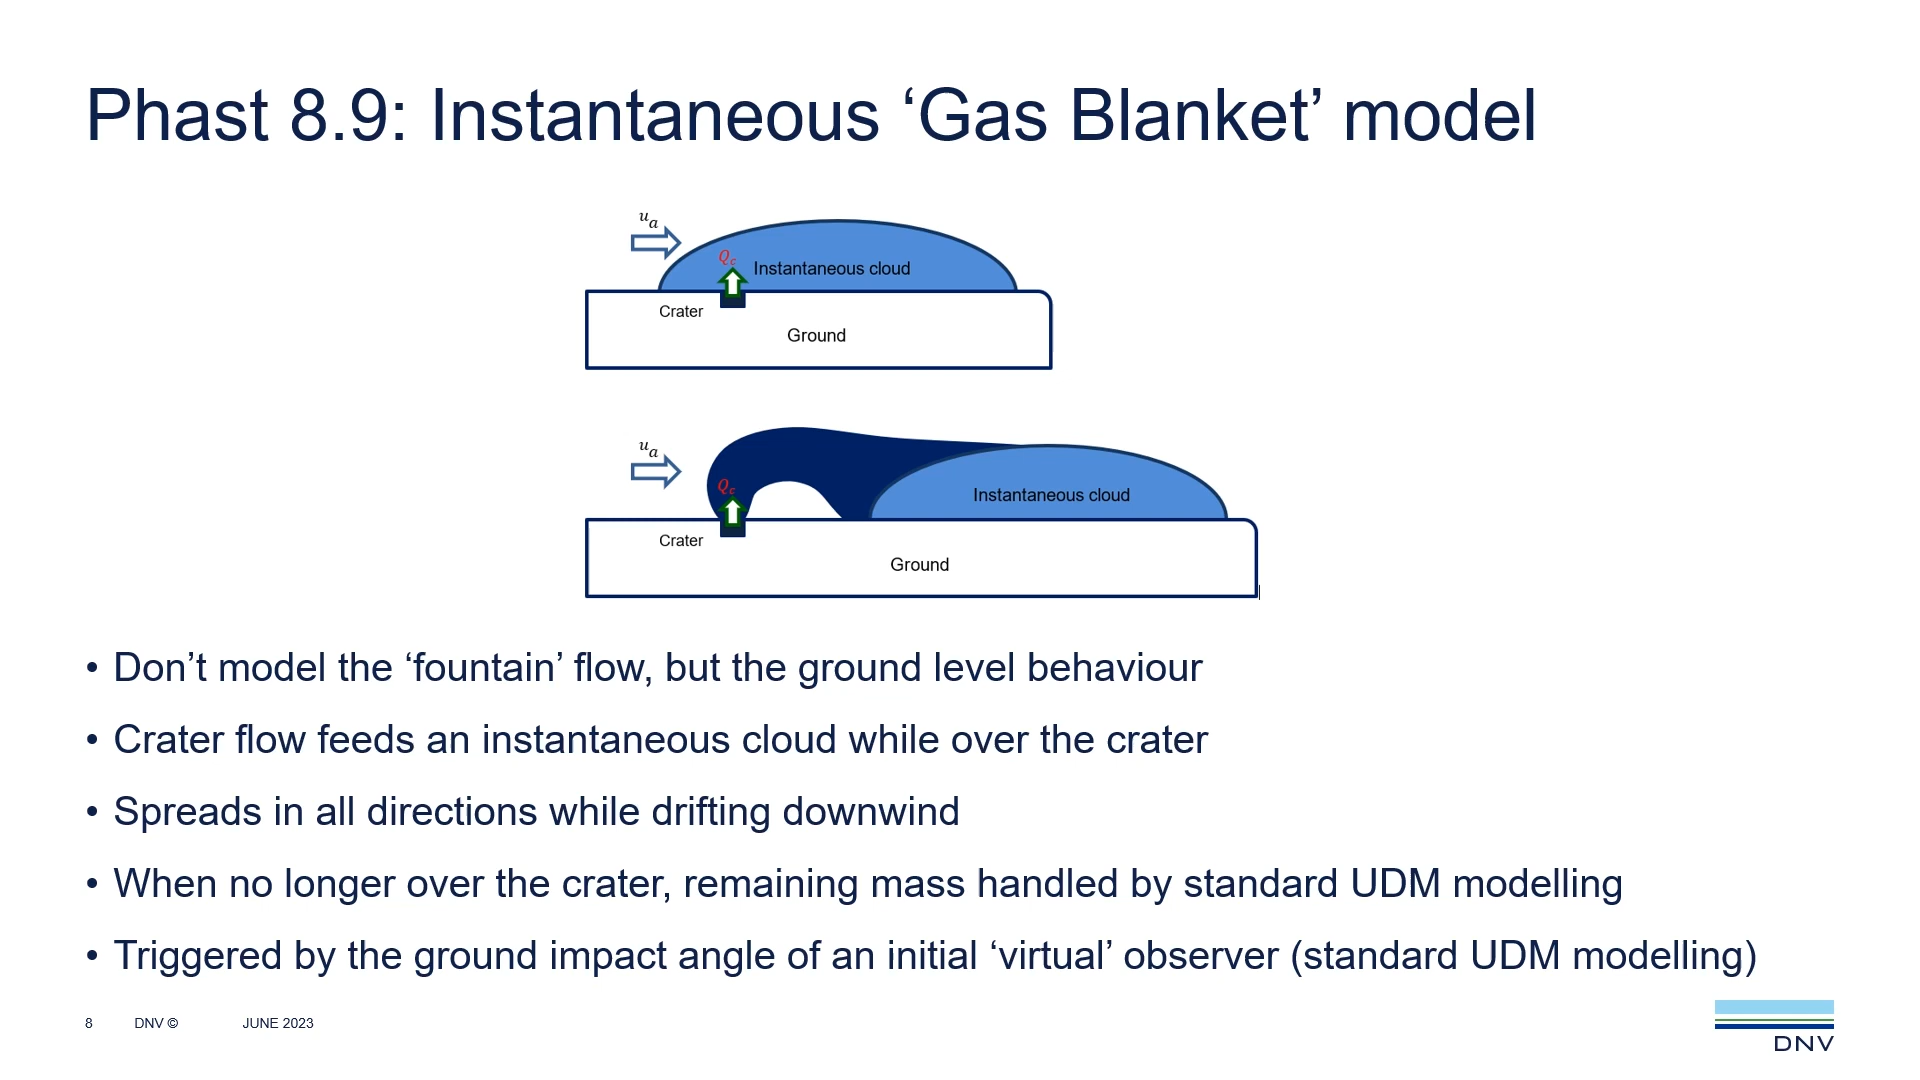 Phast 8.9: Instantaneous ‘Gas Blanket’ model
u_a
Q_c
Instantaneous cloud
Crater
Ground
u_a
Q_c
Instantaneous cloud
Crater
Ground
• Don’t model the ‘fountain’ flow, but the ground level behaviour
• Crater flow feeds an instantaneous cloud while over the crater
• Spreads in all directions while drifting downwind
• When no longer over the crater, remaining mass handled by standard UDM modelling
• Triggered by the ground impact angle of an initial ‘virtual’ observer (standard UDM modelling)
8 DNV © JUNE 2023
DNV